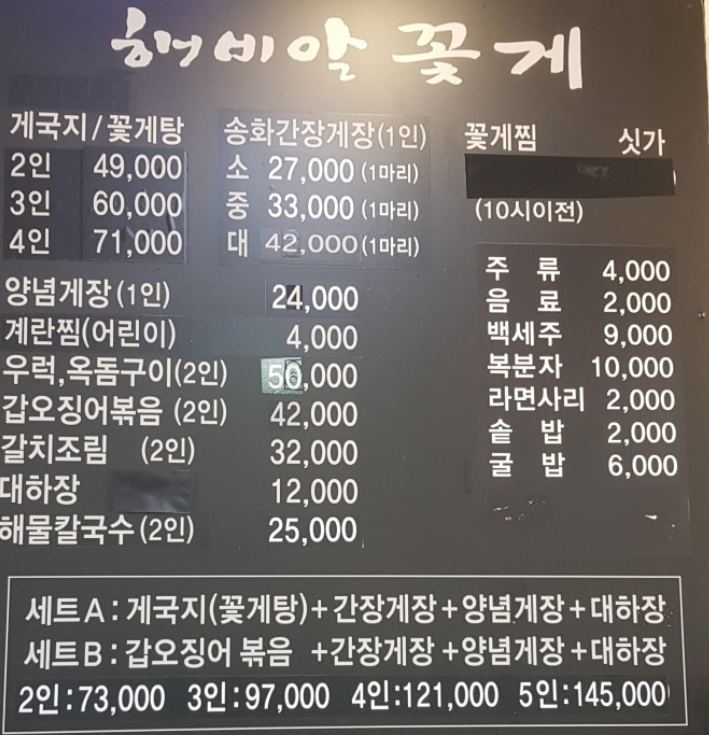 해비알 꽃게
게국지/꽃게탕
2인 49,000
3인 60,000
4인 71,000
송화간장게장(1인)
소 27,000 (1마리)
중 33,000 (1마리)
대 42,000 (1마리)
꽃게찜 싯가
(10시이전)
양념게장 (1인) 24,000
계란찜(어린이) 4,000
우럭,옥돔구이(2인) 50,000
갑오징어볶음 (2인) 42,000
갈치조림 (2인) 32,000
대하장 12,000
해물칼국수 (2인) 25,000
주 류 4,000
음 료 2,000
백세주 9,000
복분자 10,000
라면사리 2,000
솥 밥 2,000
굴 밥 6,000
세트A : 게국지(꽃게탕)+간장게장+양념게장+대하장
세트B : 갑오징어 볶음 +간장게장 +양념게장 +대하장
2인:73,000 3인:97,000 4인:121,000 5인:145,000